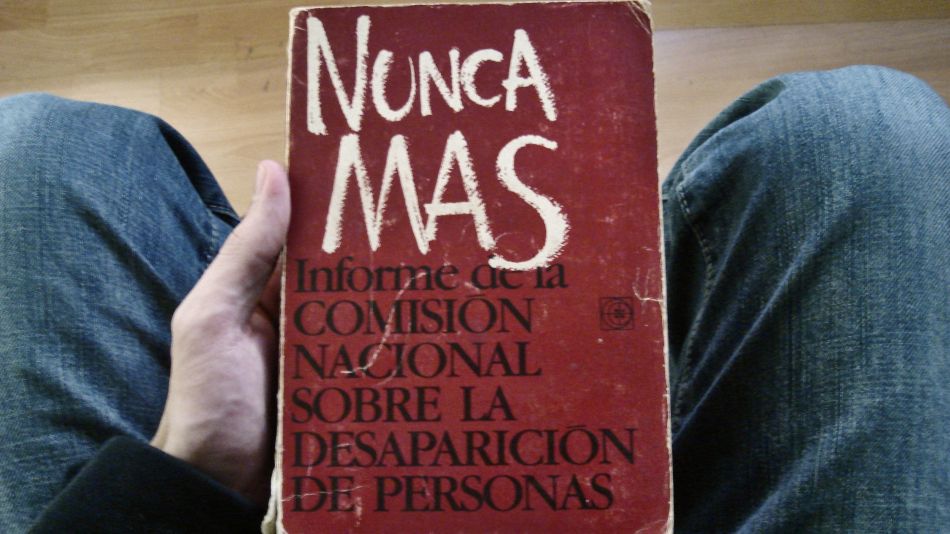 NUNCA
MAS
Informe de la
COMISIÓN
NACIONAL
SOBRE LA
DESAPARICIÓN
DE PERSONAS